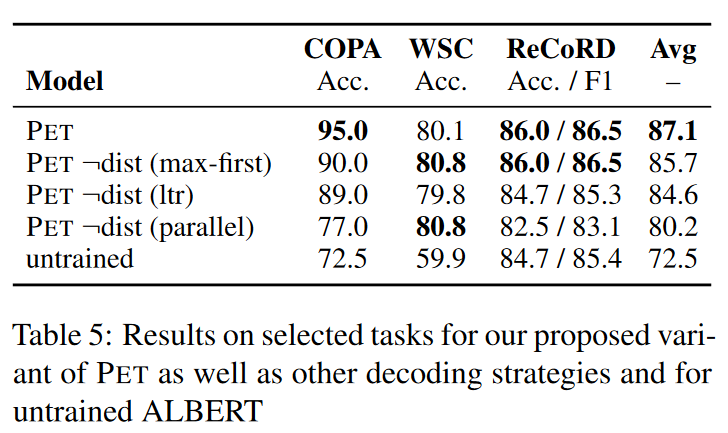 COPA WSC ReCoRD Avg
Model Acc. Acc. Acc. / F1 –
PET 95.0 80.1 86.0 / 86.5 87.1
PET ¬dist (max-first) 90.0 80.8 86.0 / 86.5 85.7
PET ¬dist (ltr) 89.0 79.8 84.7 / 85.3 84.6
PET ¬dist (parallel) 77.0 80.8 82.5 / 83.1 80.2
untrained 72.5 59.9 84.7 / 85.4 72.5
Table 5: Results on selected tasks for our proposed vari-
ant of PET as well as other decoding strategies and for
untrained ALBERT